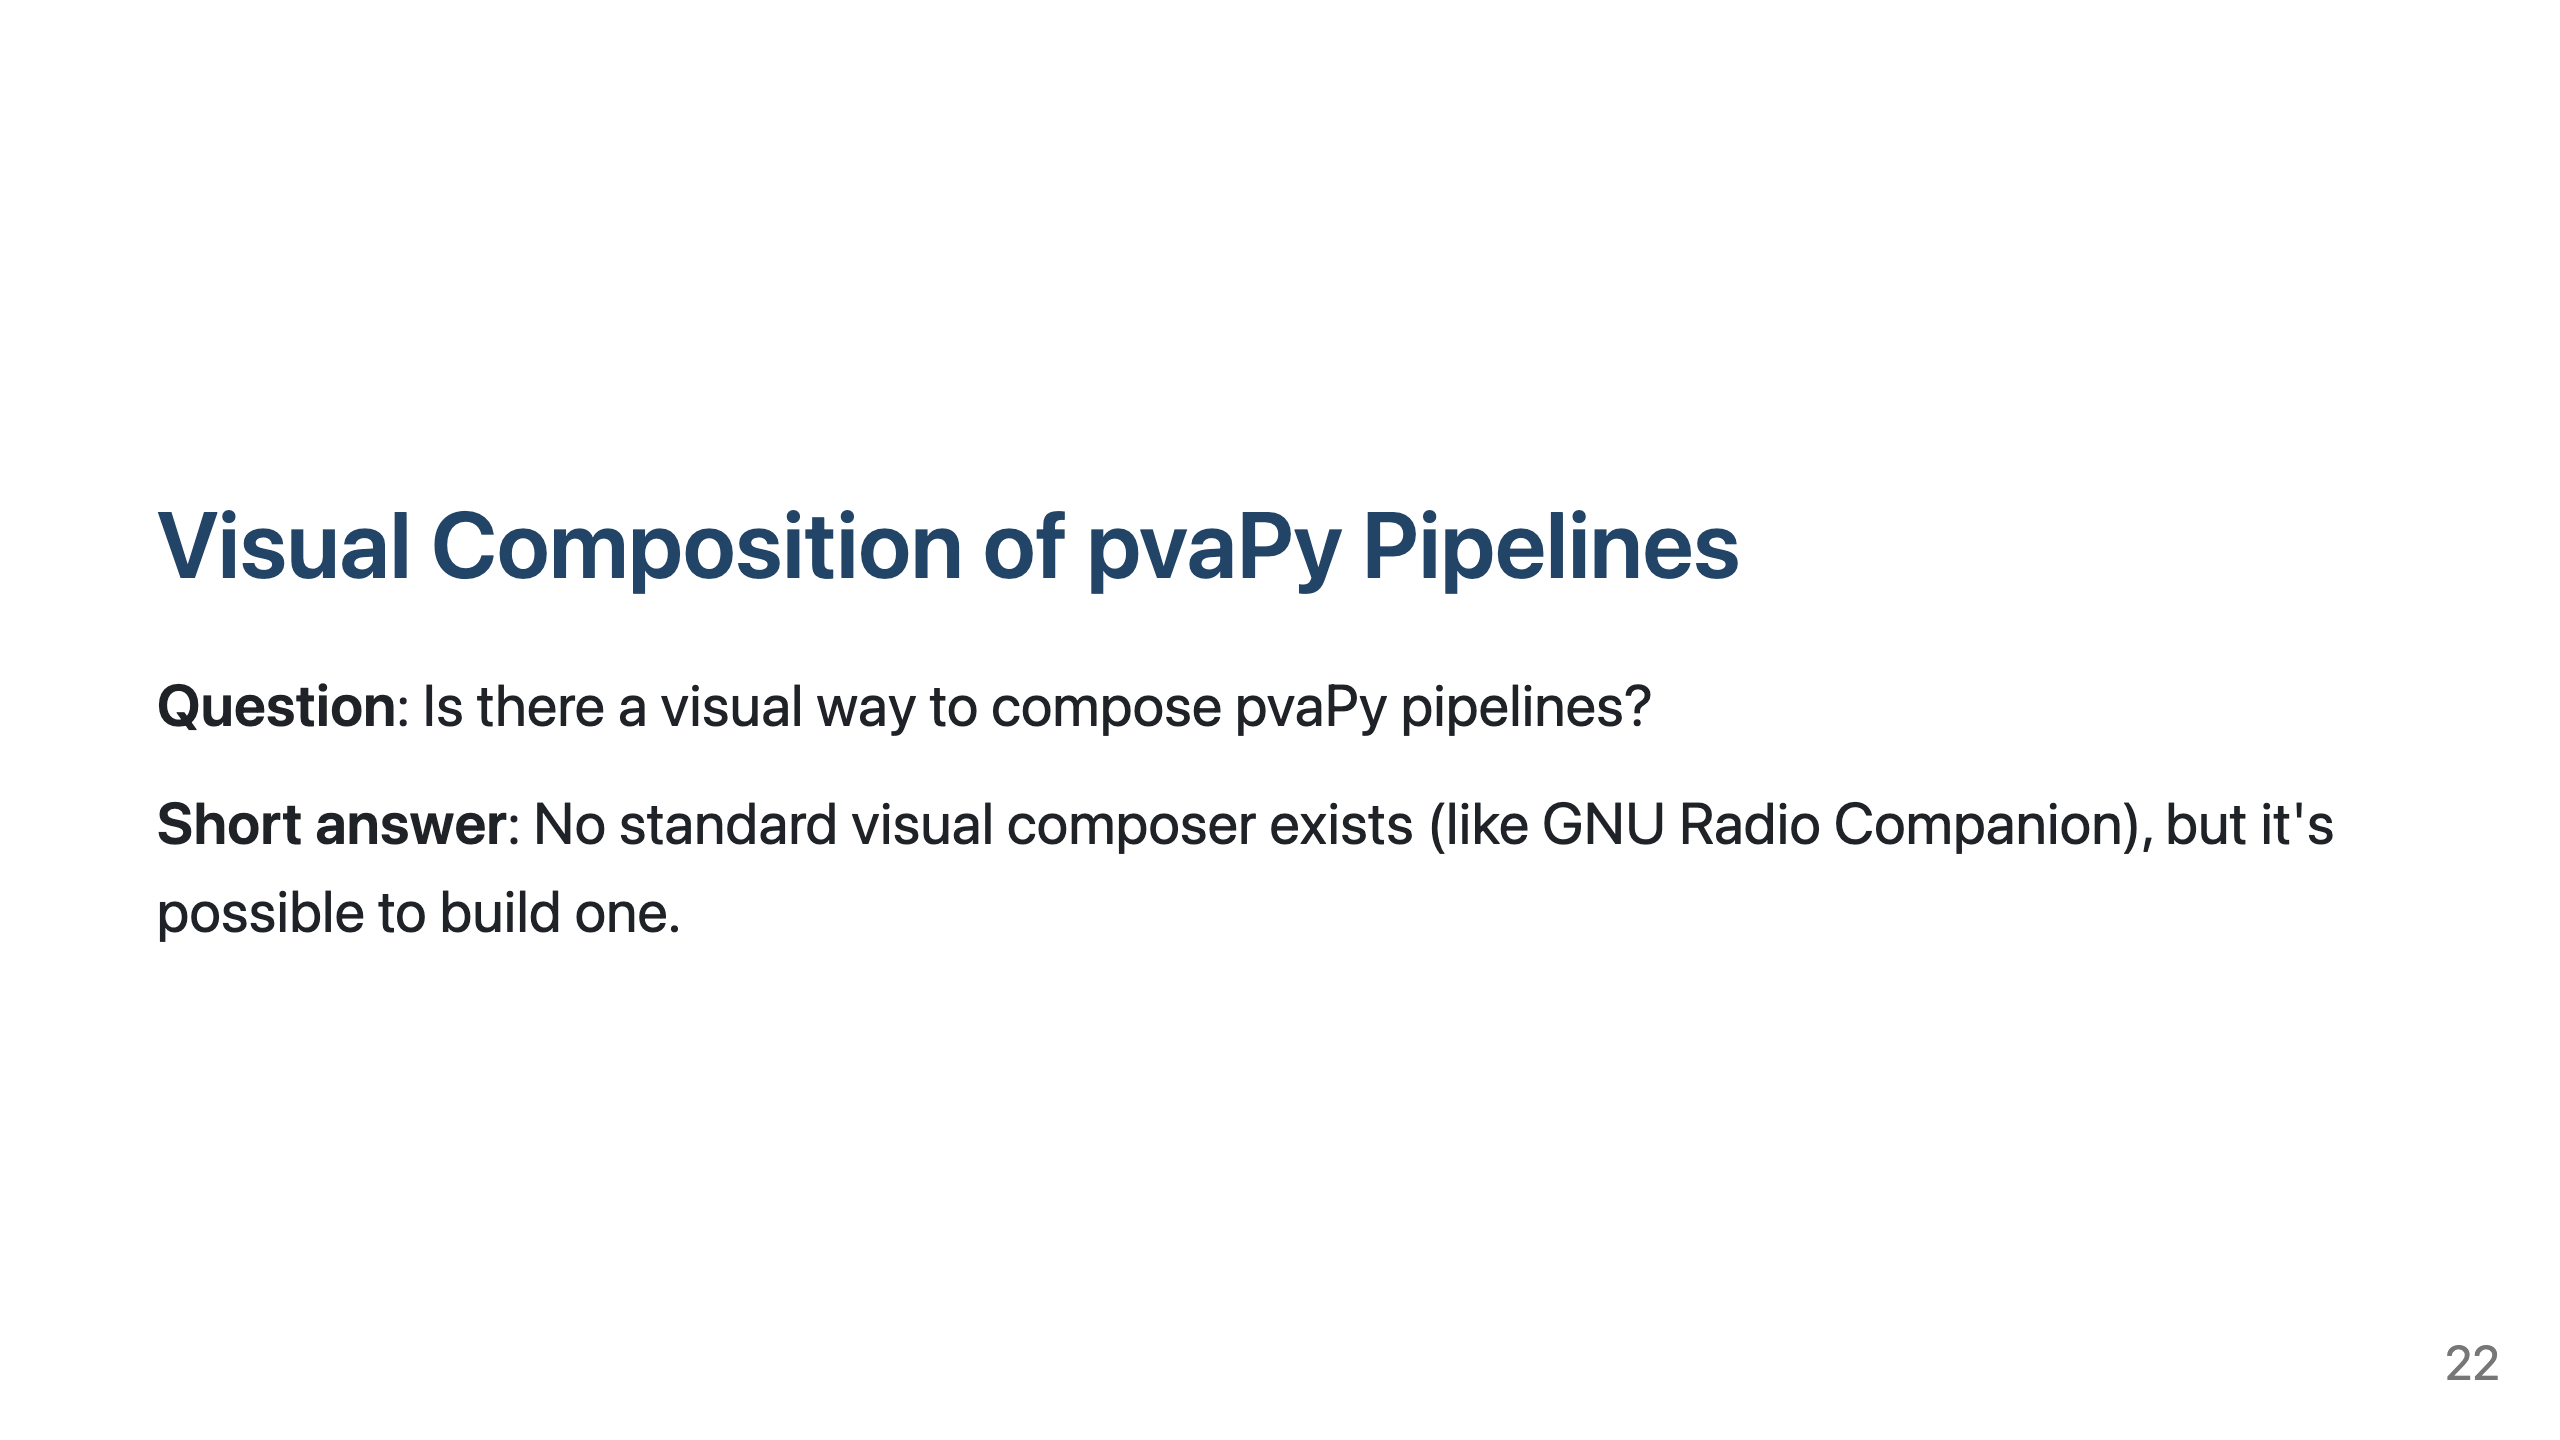 Visual Composition of pvaPy Pipelines
Question: Is there a visual way to compose pvaPy pipelines?
Short answer: No standard visual composer exists (like GNU Radio Companion), but it's
possible to build one.
22